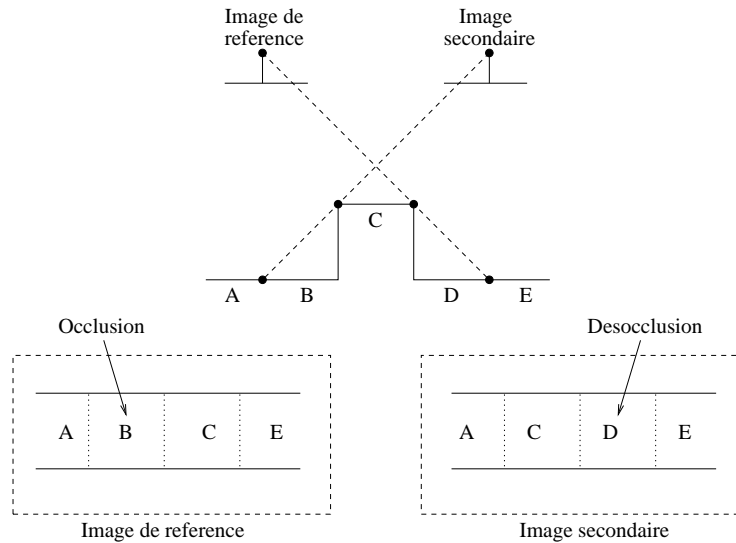 Image de
reference
Image
secondaire
C
A B D E
Occlusion
Desocclusion
A B C E
A C D E
Image de reference
Image secondaire